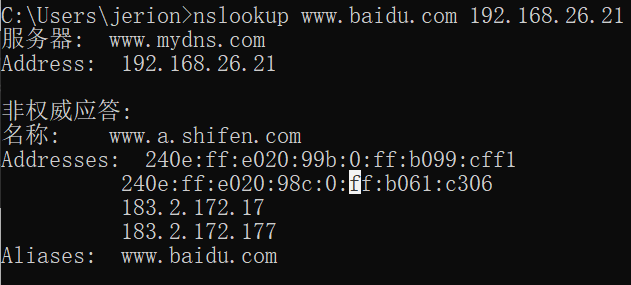 C:\Users\jerion>nslookup www.baidu.com 192.168.26.21
服务器:  www.mydns.com
Address:  192.168.26.21

非权威应答:
名称:    www.a.shifen.com
Addresses:  240e:ff:e020:99b:0:ff:b099:cff1
          240e:ff:e020:98c:0:ff:b061:c306
          183.2.172.17
          183.2.172.177
Aliases:  www.baidu.com